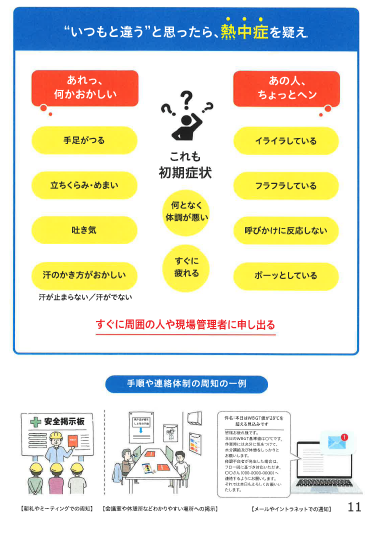 “いつもと違う”と思ったら、熱中症を疑え
あれっ、
何かおかしい
あの人、
ちょっとヘン
手足がつる
立ちくらみ・めまい
吐き気
汗のかき方がおかしい
汗が止まらない／汗がでない
これも
初期症状
何となく
体調が悪い
すぐに
疲れる
イライラしている
フラフラしている
呼びかけに反応しない
ボーッとしている
すぐに周囲の人や現場管理者に申し出る
手順や連絡体制の周知の一例
安全掲示板
件名:本日はWBGT値が28℃を
超える見込みです
【朝礼やミーティングでの周知】
【会議室や休憩所などわかりやすい場所への掲示】
【メールやイントラネットでの通知】
11